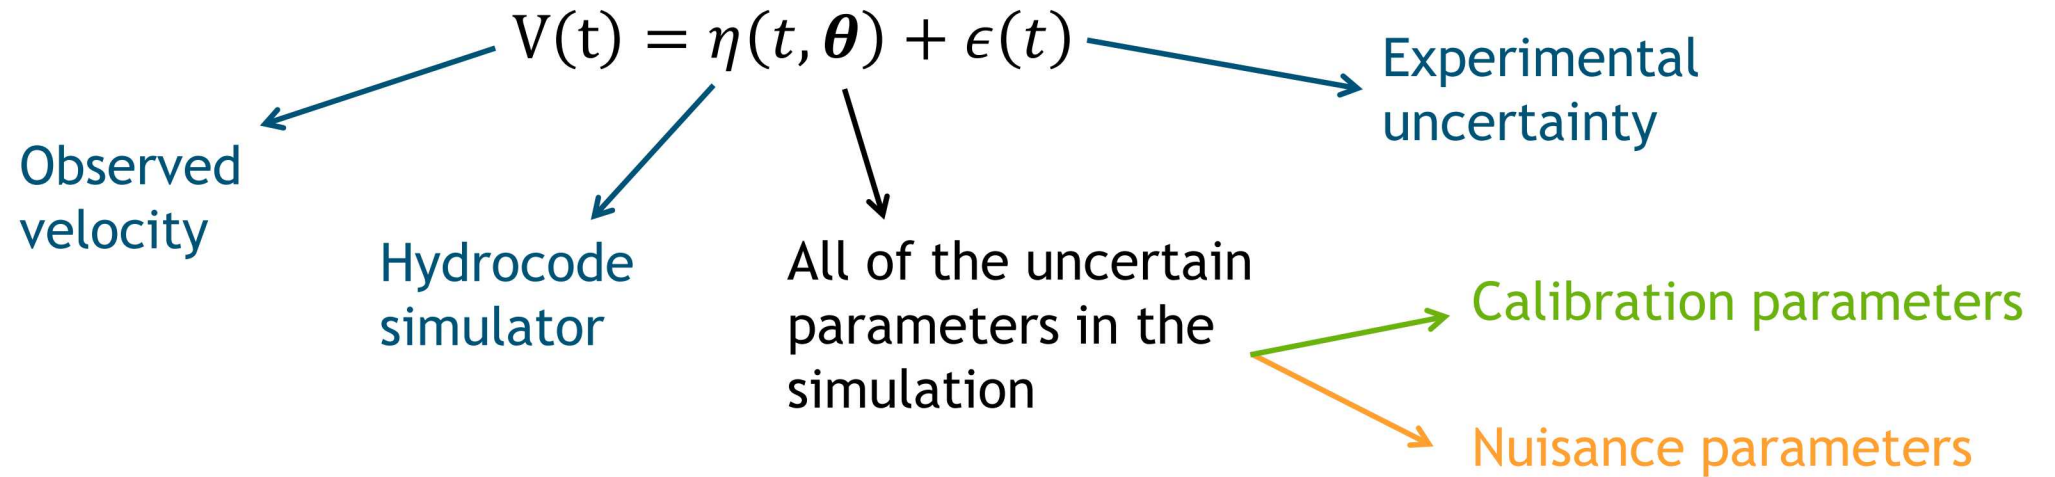 V(t) = η(t, θ) + ϵ(t)
Experimental
uncertainty
Observed
velocity
Hydrocode
simulator
All of the uncertain
parameters in the
simulation
Calibration parameters
Nuisance parameters